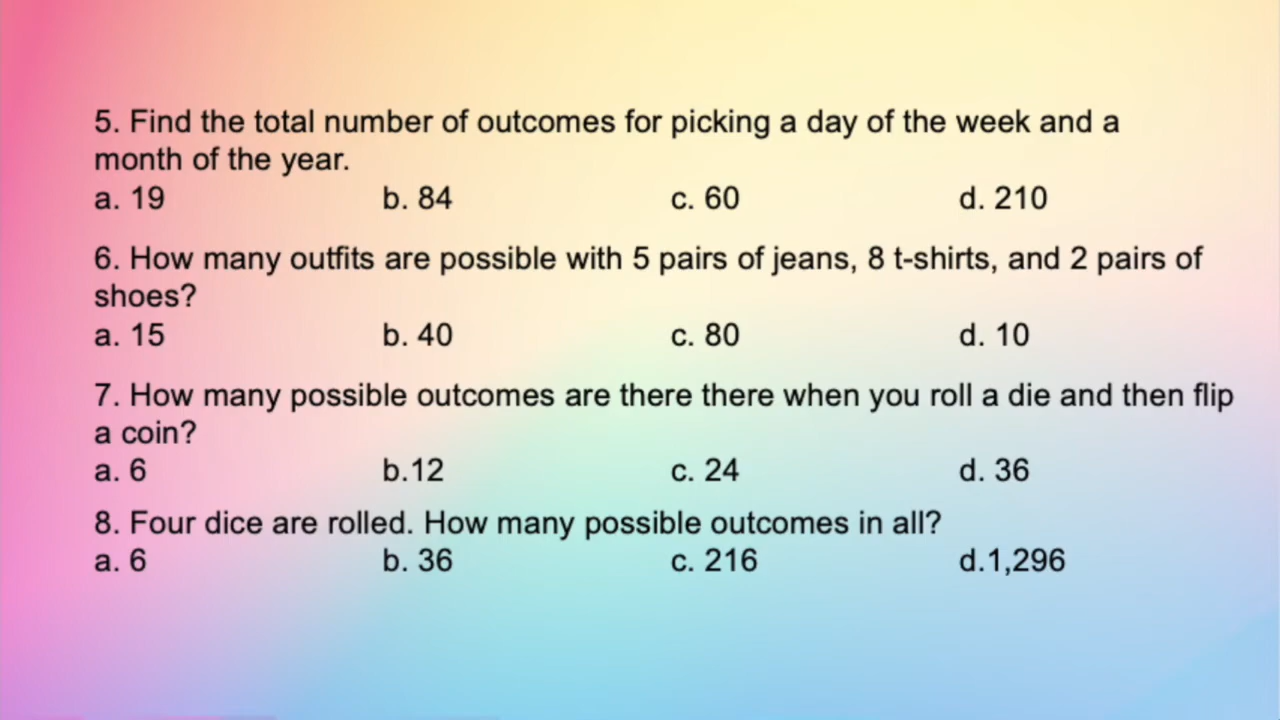 5. Find the total number of outcomes for picking a day of the week and a
month of the year.
a. 19 b. 84 c. 60 d. 210
6. How many outfits are possible with 5 pairs of jeans, 8 t-shirts, and 2 pairs of
shoes?
a. 15 b. 40 c. 80 d. 10
7. How many possible outcomes are there there when you roll a die and then flip
a coin?
a. 6 b.12 c. 24 d. 36
8. Four dice are rolled. How many possible outcomes in all?
a. 6 b. 36 c. 216 d.1,296